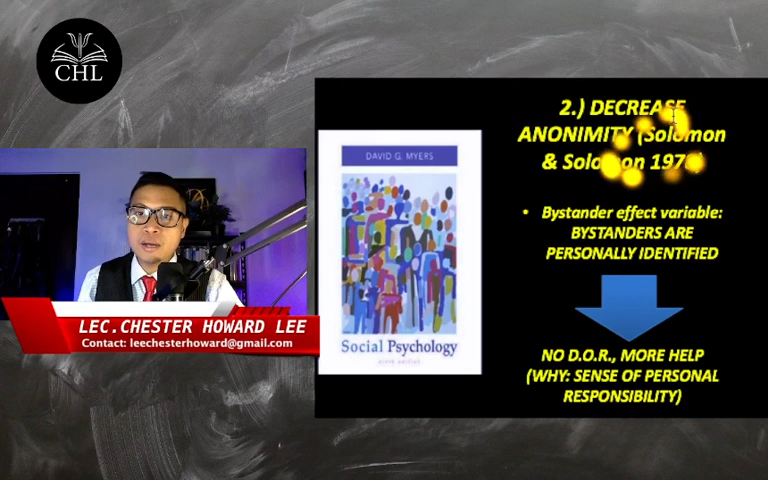 CHL
2.) DECREASE
ANONIMITY (Solomon
& Solomon
DAVID G. MYERS
• Bystander effect variable:
BYSTANDERS ARE
PERSONALLY IDENTIFIED
LEC.CHESTER HOWARD LEE
Contact: leechesterhoward@gmail.com
Social Psychology
NO D.O.R., MORE HELP
(WHY: SENSE OF PERSONAL
RESPONSIBILITY)